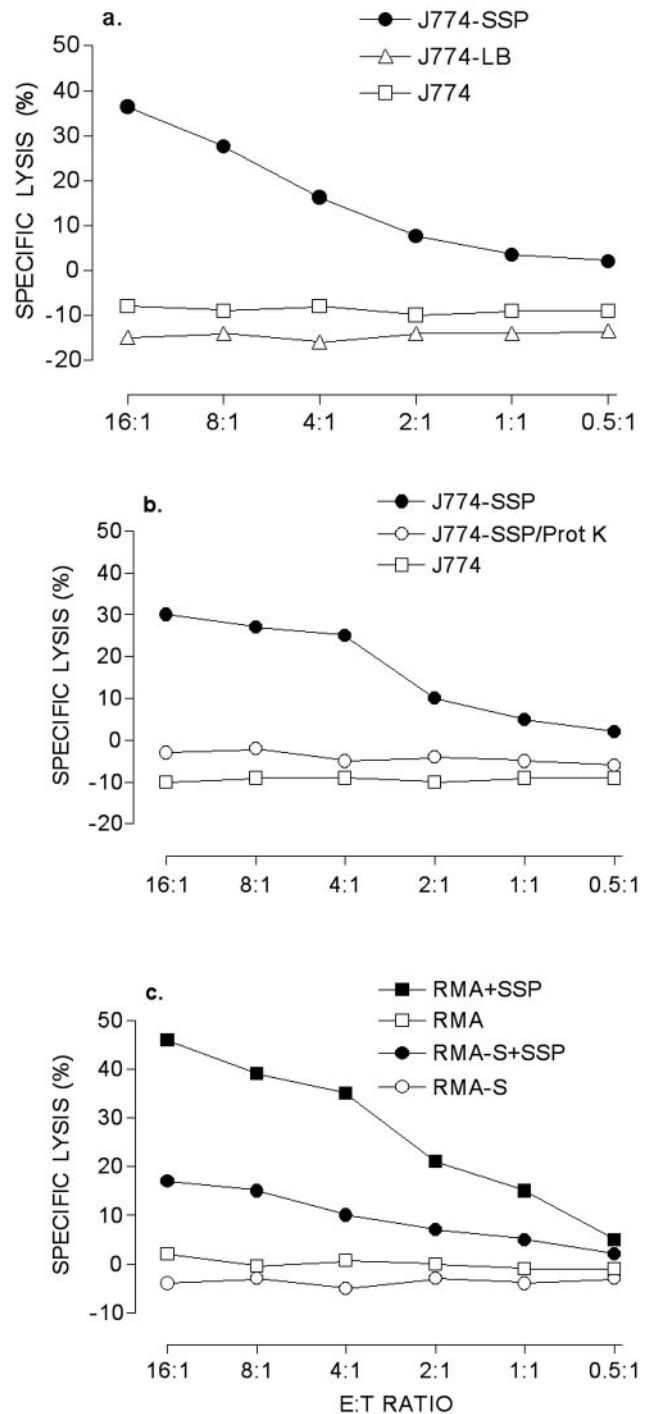 a.
J774-SSP
J774-LB
J774
SPECIFIC LYSIS (%)
50
40
30
20
10
0
-10
-20
16:1 8:1 4:1 2:1 1:1 0.5:1
b.
J774-SSP
J774-SSP/Prot K
J774
SPECIFIC LYSIS (%)
50
40
30
20
10
0
-10
-20
16:1 8:1 4:1 2:1 1:1 0.5:1
c.
RMA+SSP
RMA
RMA-S+SSP
RMA-S
SPECIFIC LYSIS (%)
50
40
30
20
10
0
-10
16:1 8:1 4:1 2:1 1:1 0.5:1
E:T RATIO